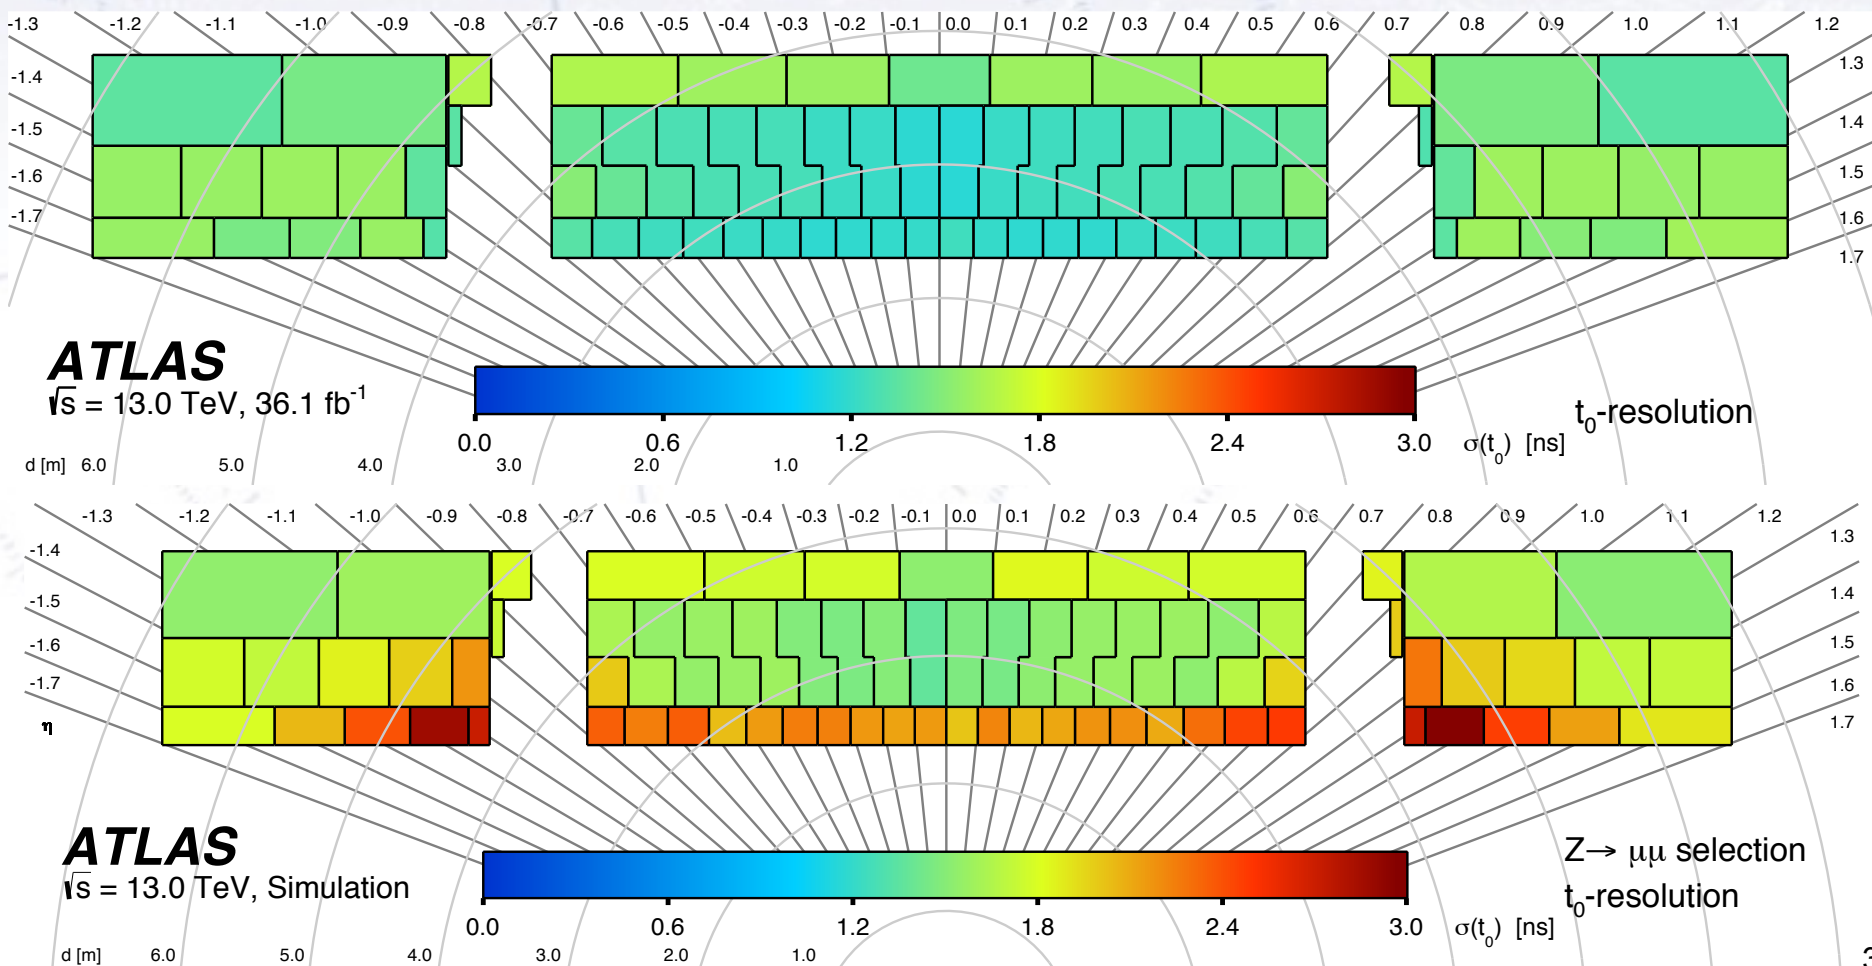 -1.3 -1.2 -1.1 -1.0 -0.9 -0.8 -0.7 -0.6 -0.5 -0.4 -0.3 -0.2 -0.1 0.0 0.1 0.2 0.3 0.4 0.5 0.6 0.7 0.8 0.9 1.0 1.1 1.2
-1.4 1.3
-1.5 1.4
-1.6 1.5
-1.7 1.6
1.7
ATLAS
√s = 13.0 TeV, 36.1 fb⁻¹
t₀-resolution
0.0 0.6 1.2 1.8 2.4 3.0 σ(t₀) [ns]
d [m] 6.0 5.0 4.0 3.0 2.0 1.0
-1.3 -1.2 -1.1 -1.0 -0.9 -0.8 -0.7 -0.6 -0.5 -0.4 -0.3 -0.2 -0.1 0.0 0.1 0.2 0.3 0.4 0.5 0.6 0.7 0.8 0.9 1.0 1.1 1.2
-1.4 1.3
-1.5 1.4
-1.6 1.5
-1.7 1.6
η 1.7
ATLAS
√s = 13.0 TeV, Simulation
Z→ μμ selection
t₀-resolution
0.0 0.6 1.2 1.8 2.4 3.0 σ(t₀) [ns]
d [m] 6.0 5.0 4.0 3.0 2.0 1.0